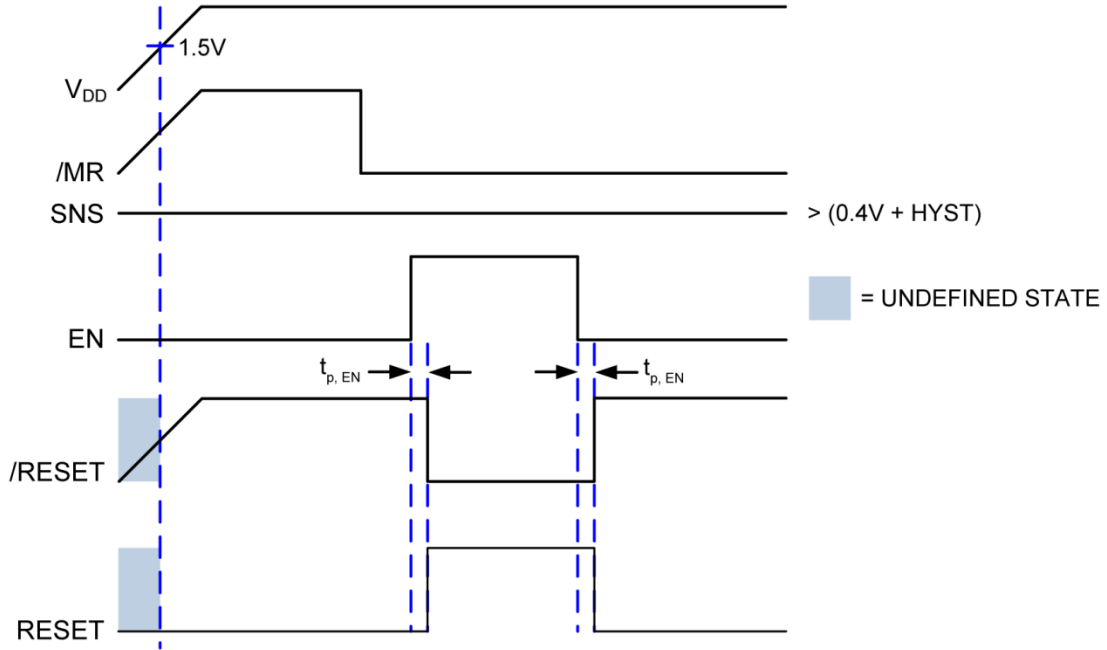 1.5V
VDD
/MR
SNS
> (0.4V + HYST)
= UNDEFINED STATE
EN
tp, EN
tp, EN
/RESET
RESET